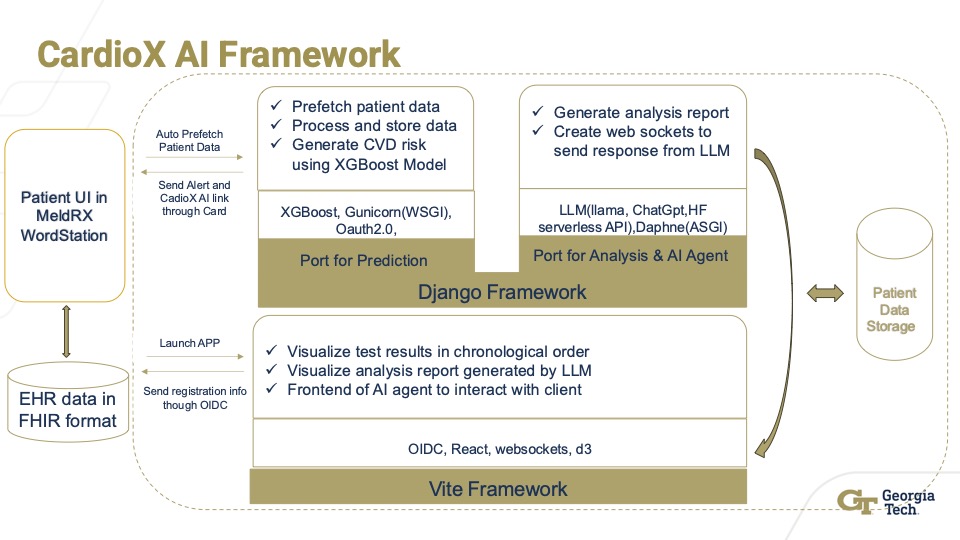 CardioX AI Framework
Patient UI in
MeldRX
WordStation
EHR data in
FHIR format
Auto Prefetch
Patient Data
Send Alert and
CadioX AI link
through Card
✓ Prefetch patient data
✓ Process and store data
✓ Generate CVD risk
using XGBoost Model
XGBoost, Gunicorn(WSGI),
Oauth2.0,
Port for Prediction
✓ Generate analysis report
✓ Create web sockets to
send response from LLM
LLM(llama, ChatGpt,HF
serverless API),Daphne(ASGI)
Port for Analysis & AI Agent
Django Framework
Launch APP
Send registration info
though OIDC
✓ Visualize test results in chronological order
✓ Visualize analysis report generated by LLM
✓ Frontend of AI agent to interact with client
OIDC, React, websockets, d3
Vite Framework
Patient
Data
Storage
GT Georgia
Tech